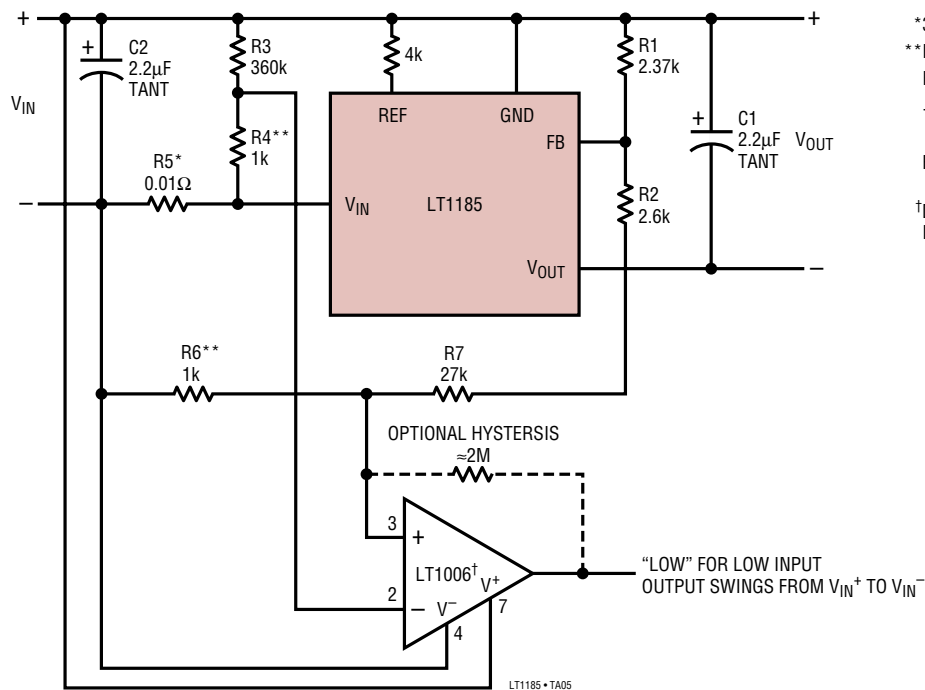 +
+
C2
2.2µF
TANT
+
R3
360k
4k
R1
2.37k
V_IN
REF
GND
FB
R4**
1k
+
C1
2.2µF
TANT
V_OUT
R5*
0.01Ω
–
V_IN
LT1185
R2
2.6k
V_OUT
–
R6**
1k
R7
27k
OPTIONAL HYSTERSIS
≈2M
3
+
LT1006†
V+
2
–
V–
7
4
"LOW" FOR LOW INPUT
OUTPUT SWINGS FROM V_IN+ TO V_IN–
LT1185 • TA05